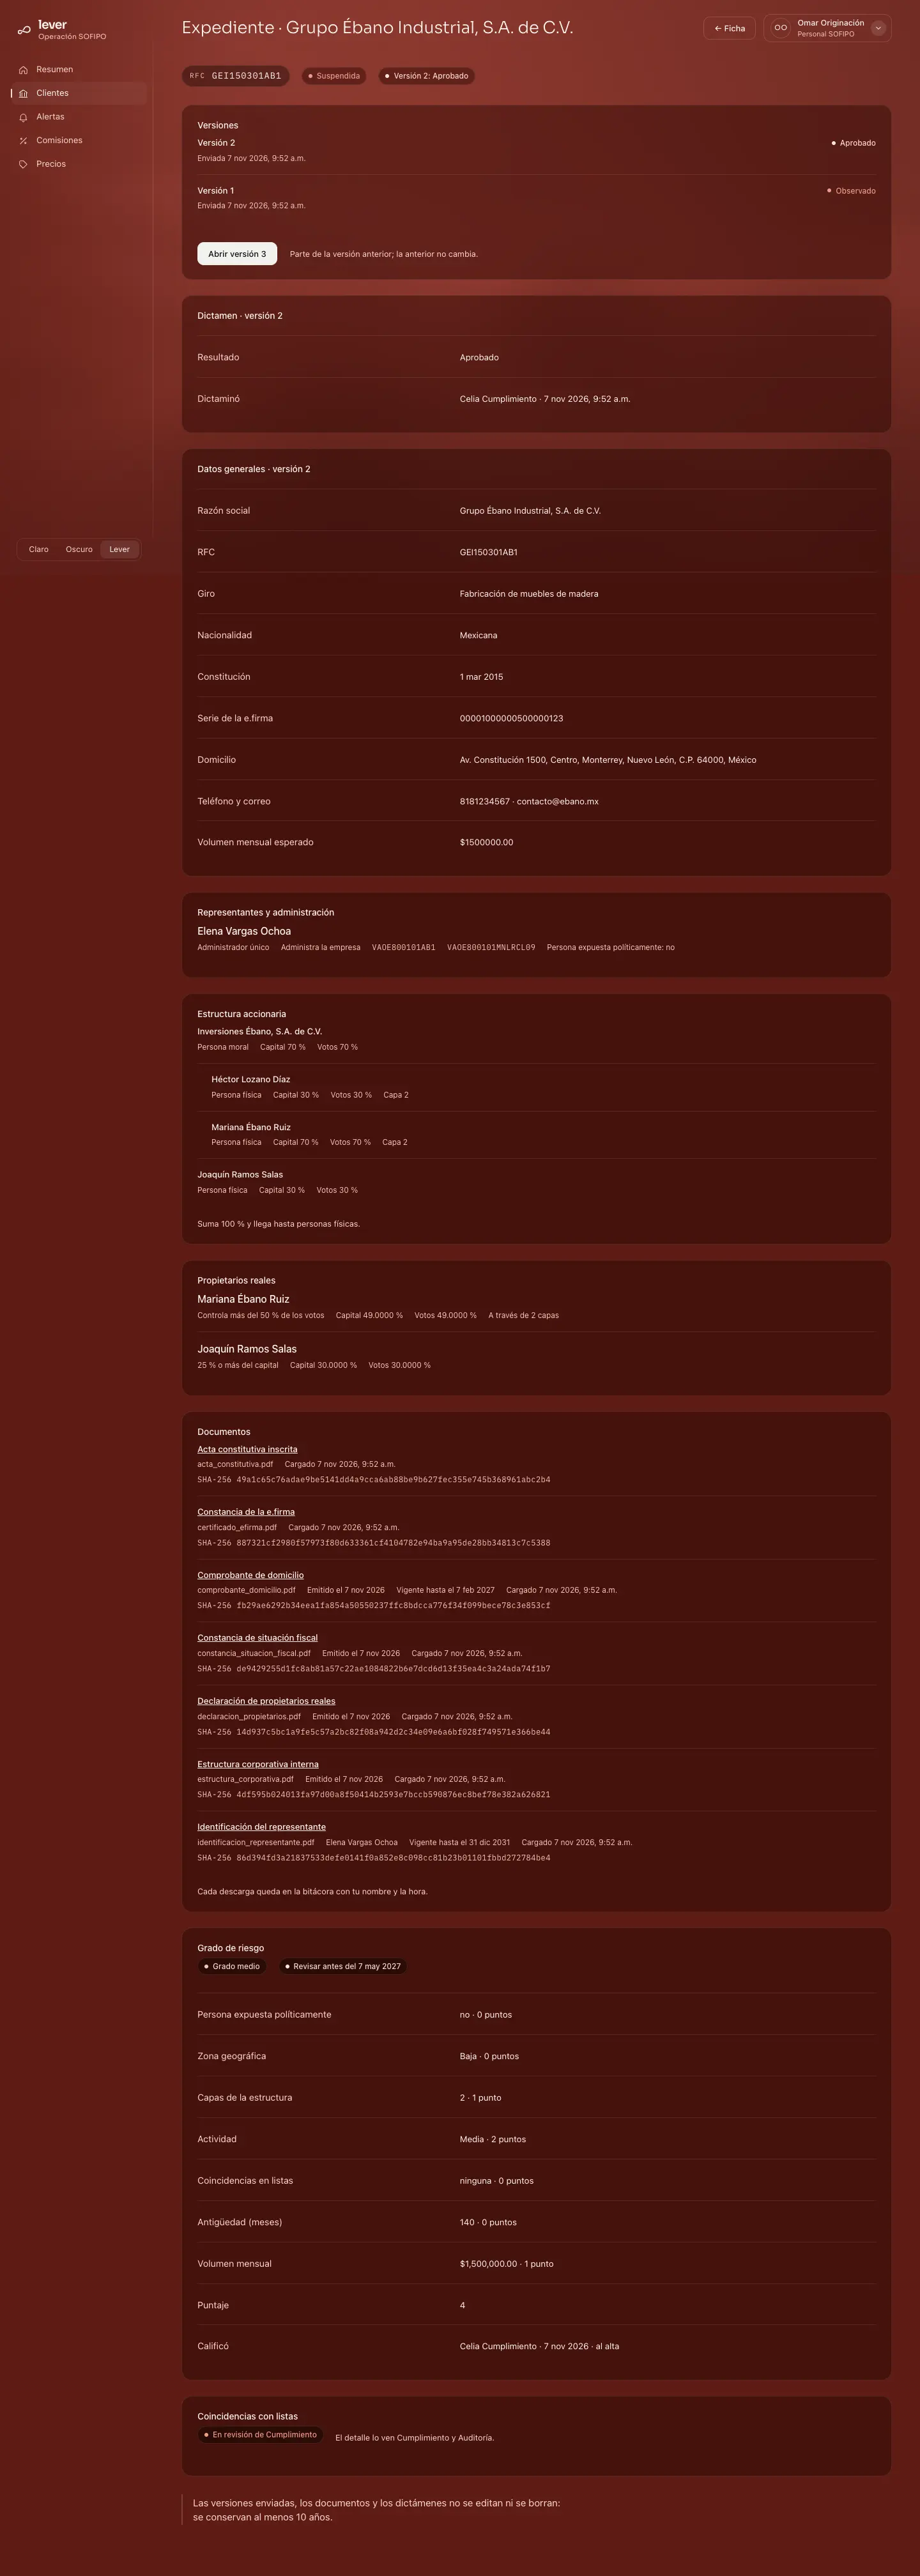 lever
Operación SOFIPO
Resumen
Clientes
Alertas
Comisiones
Precios
Claro Oscuro Lever
Expediente · Grupo Ébano Industrial, S.A. de C.V.
← Ficha
OO
Omar Originación
Personal SOFIPO
RFC GEI150301AB1
Suspendida
Versión 2: Aprobado
Versiones
Versión 2
Aprobado
Enviada 7 nov 2026, 9:52 a.m.
Versión 1
Observado
Enviada 7 nov 2026, 9:52 a.m.
Abrir versión 3
Parte de la versión anterior; la anterior no cambia.
Dictamen · versión 2
Resultado Aprobado
Dictaminó Celia Cumplimiento · 7 nov 2026, 9:52 a.m.
Datos generales · versión 2
Razón social Grupo Ébano Industrial, S.A. de C.V.
RFC GEI150301AB1
Giro Fabricación de muebles de madera
Nacionalidad Mexicana
Constitución 1 mar 2015
Serie de la e.firma 00001000000500000123
Domicilio Av. Constitución 1500, Centro, Monterrey, Nuevo León, C.P. 64000, México
Teléfono y correo 8181234567 · contacto@ebano.mx
Volumen mensual esperado $1500000.00
Representantes y administración
Elena Vargas Ochoa
Administrador único Administra la empresa VAOE800101AB1 VAOE800101MNLRCL09 Persona expuesta políticamente: no
Estructura accionaria
Inversiones Ébano, S.A. de C.V.
Persona moral Capital 70 % Votos 70 %
Héctor Lozano Díaz
Persona física Capital 30 % Votos 30 % Capa 2
Mariana Ébano Ruiz
Persona física Capital 70 % Votos 70 % Capa 2
Joaquín Ramos Salas
Persona física Capital 30 % Votos 30 %
Suma 100 % y llega hasta personas físicas.
Propietarios reales
Mariana Ébano Ruiz
Controla más del 50 % de los votos Capital 49.0000 % Votos 49.0000 % A través de 2 capas
Joaquín Ramos Salas
25 % o más del capital Capital 30.0000 % Votos 30.0000 %
Documentos
Acta constitutiva inscrita
acta_constitutiva.pdf Cargado 7 nov 2026, 9:52 a.m.
SHA-256 49a1c65c76adae9be5141dd4a9cca6ab88be9b627fec355e745b368961abc2b4
Constancia de la e.firma
certificado_efirma.pdf Cargado 7 nov 2026, 9:52 a.m.
SHA-256 887321cf2980f57973f80d633361cf4104782e94ba9a95de28bb34813c7c5388
Comprobante de domicilio
comprobante_domicilio.pdf Emitido el 7 nov 2026 Vigente hasta el 7 feb 2027 Cargado 7 nov 2026, 9:52 a.m.
SHA-256 fb29ae6292b34eea1fa854a50550237ffc8bdcca776f34f099bece78c3e853cf
Constancia de situación fiscal
constancia_situacion_fiscal.pdf Emitido el 7 nov 2026 Cargado 7 nov 2026, 9:52 a.m.
SHA-256 de9429255d1fc8ab81a57c22ae1084822b6e7dcd6d13f35ea4c3a24ada74f1b7
Declaración de propietarios reales
declaracion_propietarios.pdf Emitido el 7 nov 2026 Cargado 7 nov 2026, 9:52 a.m.
SHA-256 14d937c5bc1a9fe5c57a2bc82f08a942d2c34e09e6a6bf028f749571e366be44
Estructura corporativa interna
estructura_corporativa.pdf Emitido el 7 nov 2026 Cargado 7 nov 2026, 9:52 a.m.
SHA-256 4df595b024013fa97d00a8f50414b2593e7bccb590876ec8bef78e382a626821
Identificación del representante
identificacion_representante.pdf Elena Vargas Ochoa Vigente hasta el 31 dic 2031 Cargado 7 nov 2026, 9:52 a.m.
SHA-256 86d394fd3a21837533defe0141f0a852e8c098cc81b23b01101fbbd272784be4
Cada descarga queda en la bitácora con tu nombre y la hora.
Grado de riesgo
Grado medio
Revisar antes del 7 may 2027
Persona expuesta políticamente no · 0 puntos
Zona geográfica Baja · 0 puntos
Capas de la estructura 2 · 1 punto
Actividad Media · 2 puntos
Coincidencias en listas ninguna · 0 puntos
Antigüedad (meses) 140 · 0 puntos
Volumen mensual $1,500,000.00 · 1 punto
Puntaje 4
Calificó Celia Cumplimiento · 7 nov 2026 · al alta
Coincidencias con listas
En revisión de Cumplimiento
El detalle lo ven Cumplimiento y Auditoría.
Las versiones enviadas, los documentos y los dictámenes no se editan ni se borran:
se conservan al menos 10 años.